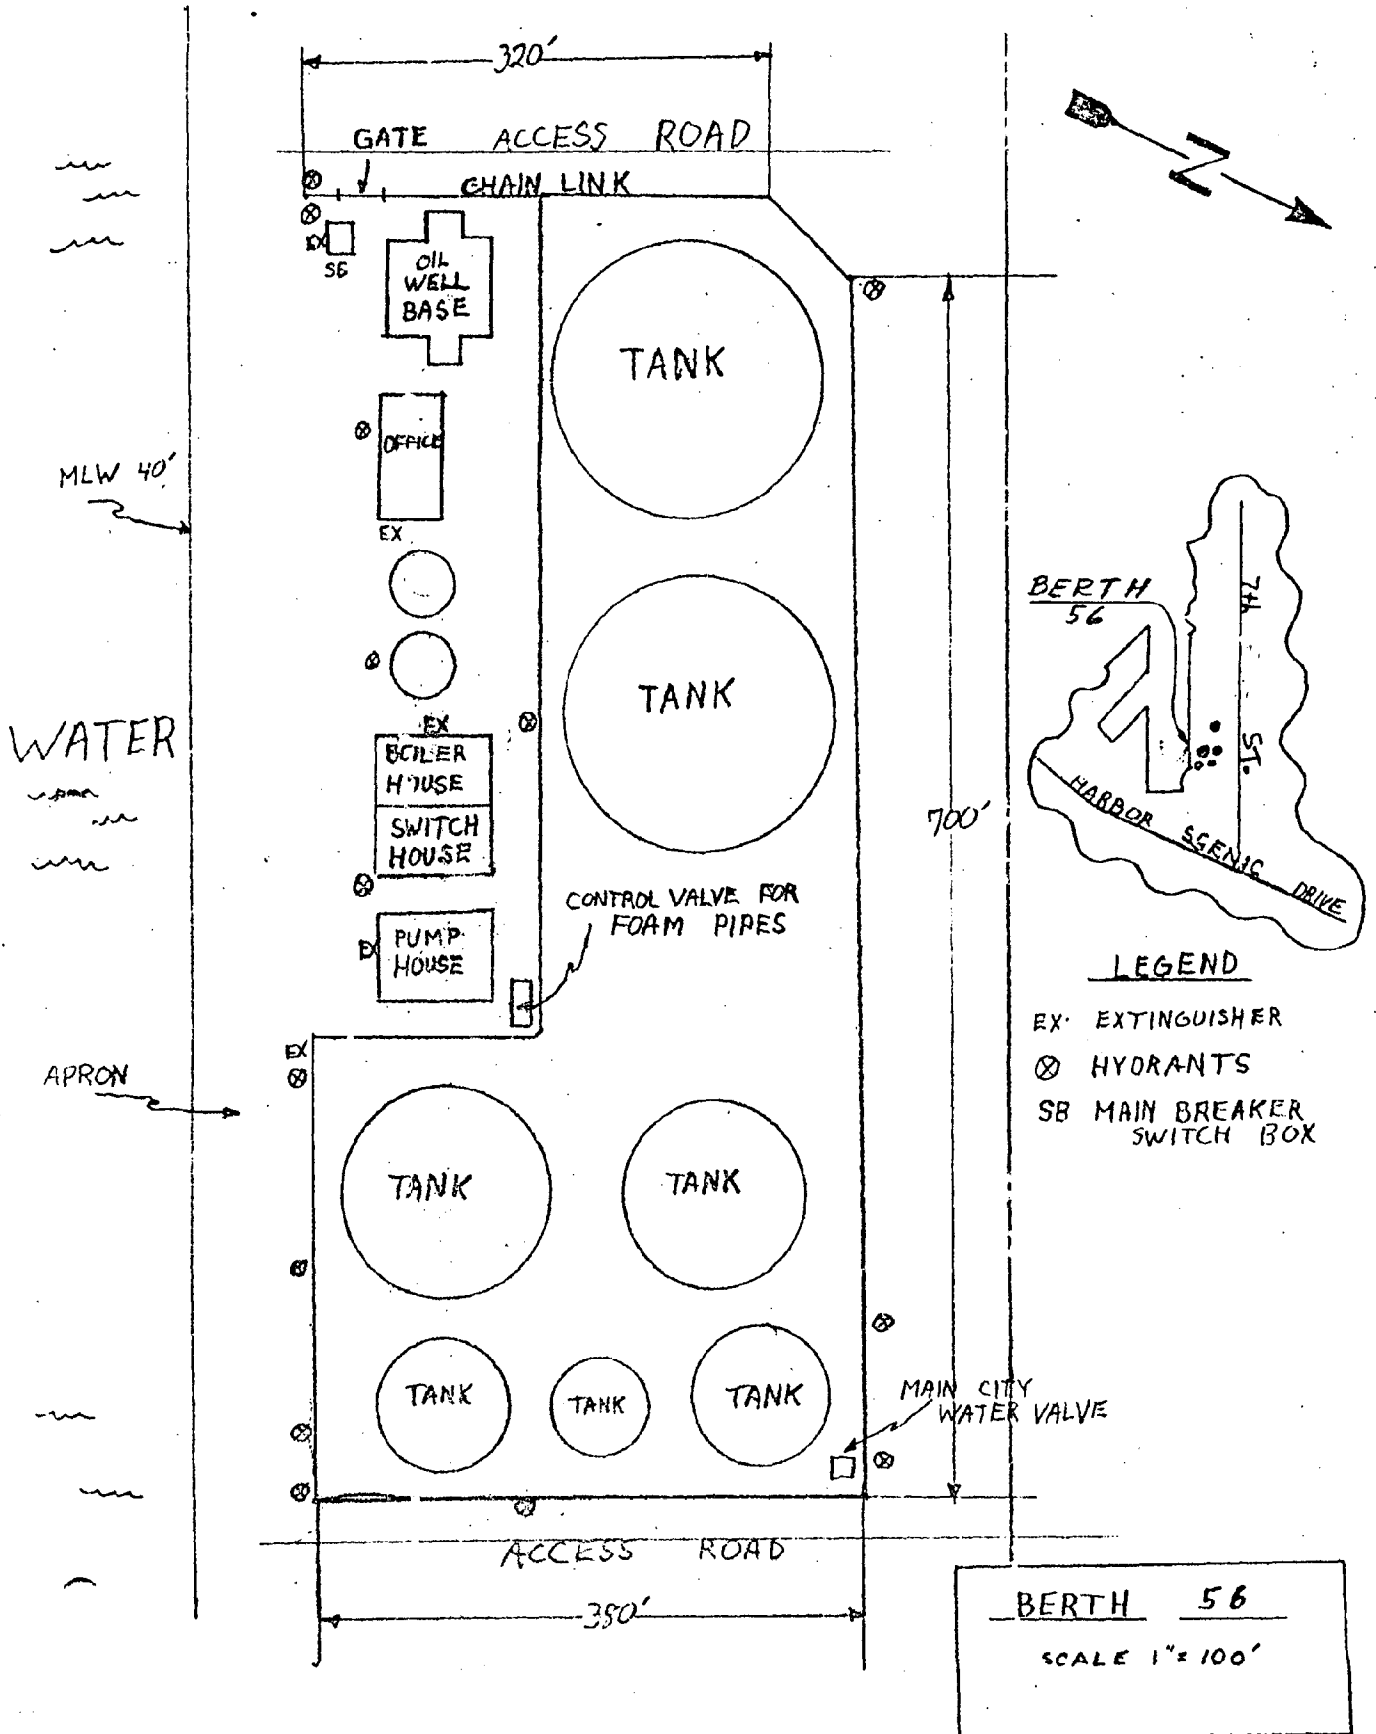 320'
GATE ACCESS ROAD
CHAIN LINK
N
EX
SB
OIL
WELL
BASE
TANK
OFFICE
EX
MLW 40'
TANK
WATER
EX
BOILER
HOUSE
SWITCH
HOUSE
700'
CONTROL VALVE FOR
FOAM PIPES
EX
PUMP
HOUSE
BERTH
56
7th
ST.
HARBOR SCENIC DRIVE
LEGEND
EX. EXTINGUISHER
HYDRANTS
SB MAIN BREAKER
SWITCH BOX
EX
APRON
TANK
TANK
TANK
TANK
TANK
MAIN CITY
WATER VALVE
ACCESS ROAD
380'
BERTH 56
SCALE 1"= 100'